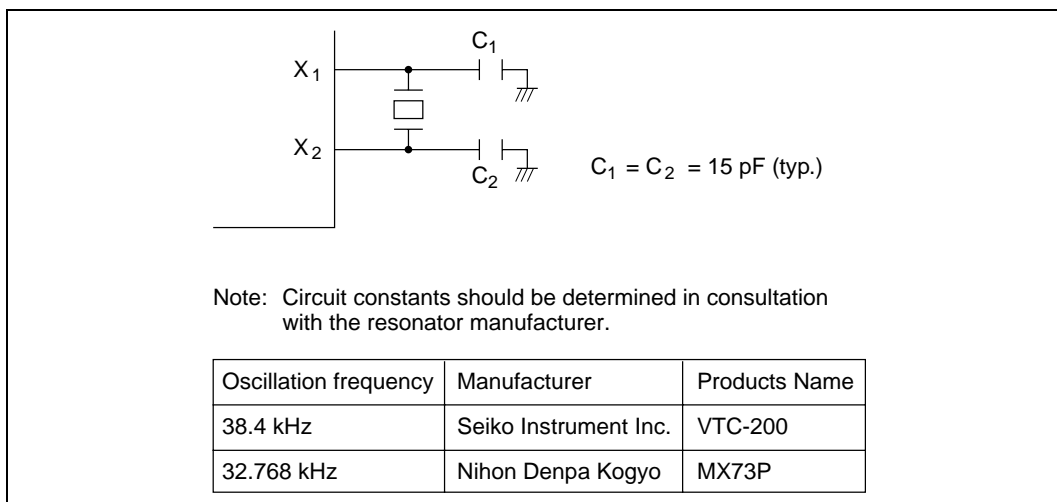 C1
X1
X2
C2
C1 = C2 = 15 pF (typ.)
Note: Circuit constants should be determined in consultation
with the resonator manufacturer.
Oscillation frequency Manufacturer Products Name
38.4 kHz Seiko Instrument Inc. VTC-200
32.768 kHz Nihon Denpa Kogyo MX73P